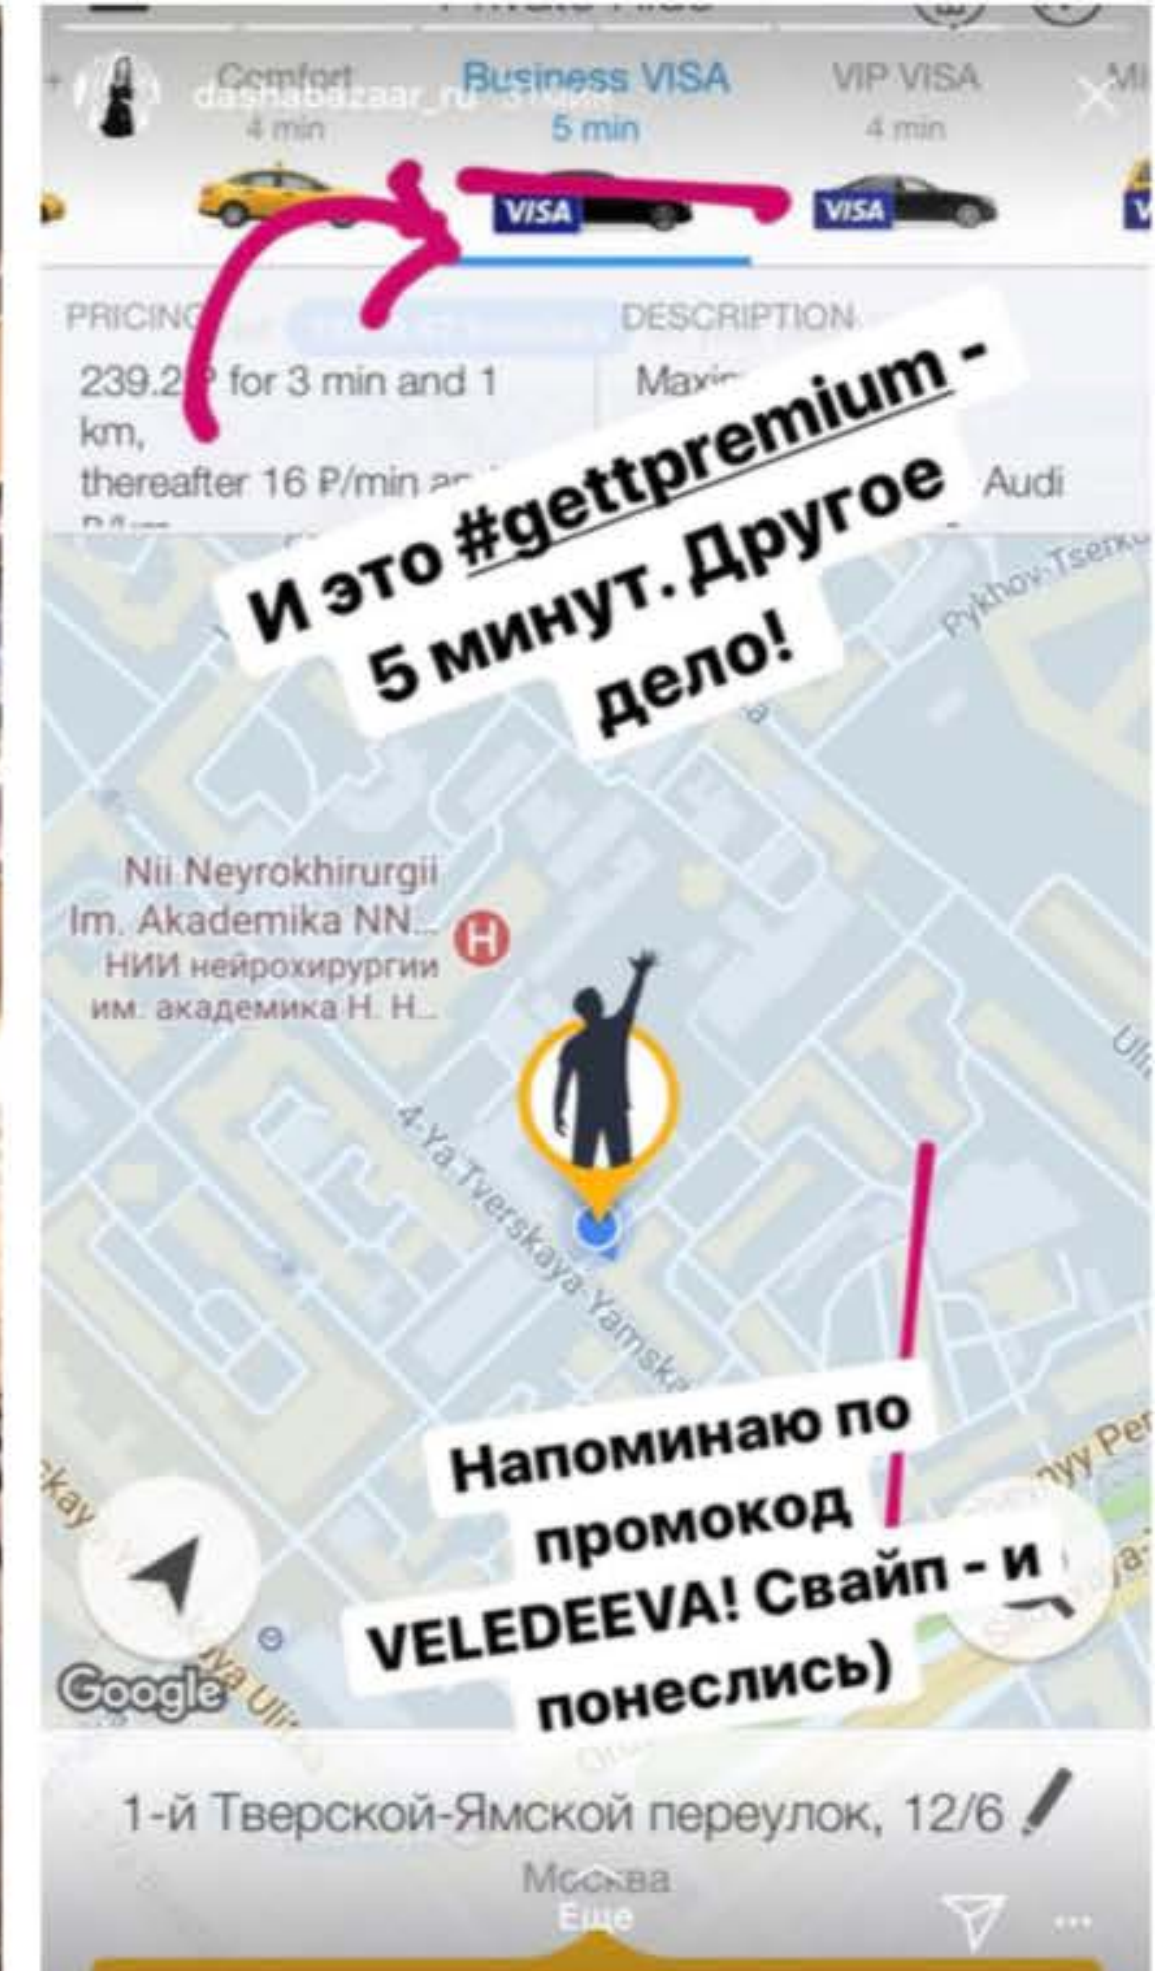 Private Ride
Comfort Business VISA VIP VISA
dashabazaar_ru
4 min 5 min 4 min
VISA VISA
PRICING DESCRIPTION
239.2 ₽ for 3 min and 1
km,
thereafter 16 ₽/min
Audi
И это #gettpremium -
5 минут. Другое
дело!
Nii Neyrokhirurgii
Im. Akademika NN...
НИИ нейрохирургии
им. академика Н. Н...
4-Ya Tverskaya-Yamska
Напоминаю по
промокод
VELEDEEVA! Свайп - и
понеслись)
Google
1-й Тверской-Ямской переулок, 12/6
Москва
Еще